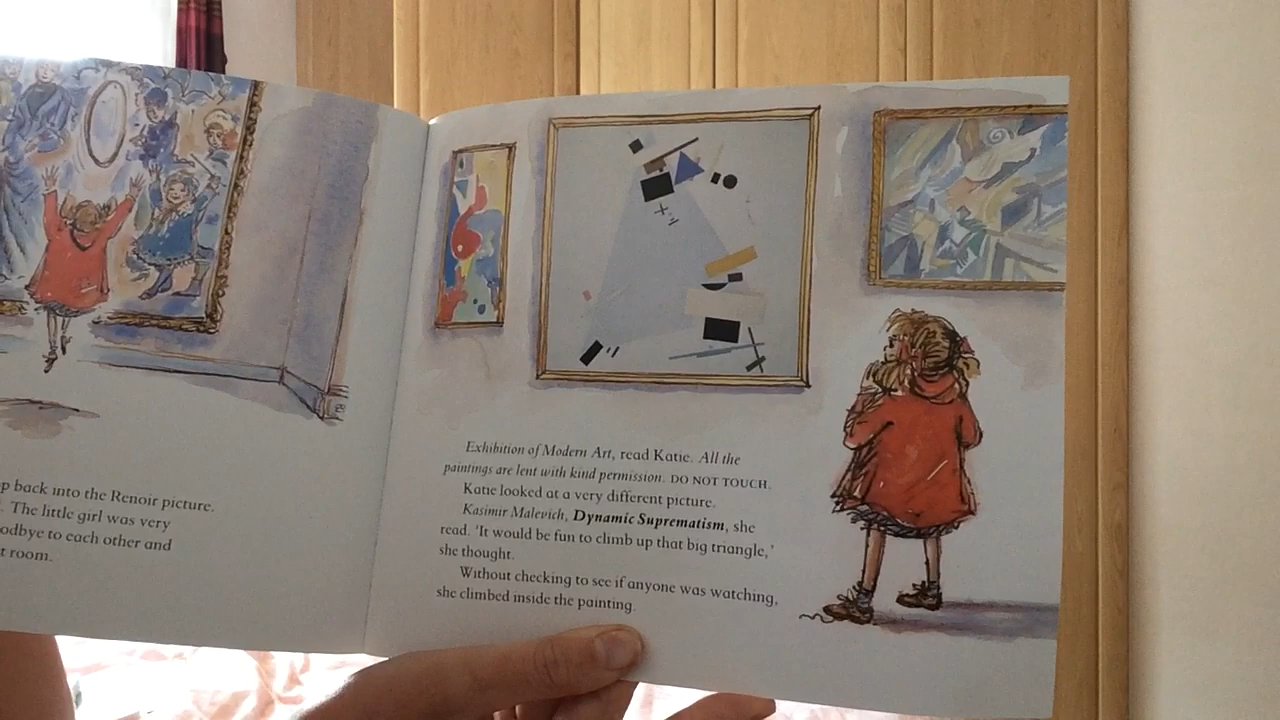 p back into the Renoir picture.
. The little girl was very
odbye to each other and
t room.
Exhibition of Modern Art, read Katie. All the
paintings are lent with kind permission. DO NOT TOUCH.
Katie looked at a very different picture.
Kasimir Malevich, Dynamic Suprematism, she
read. 'It would be fun to climb up that big triangle,'
she thought.
Without checking to see if anyone was watching,
she climbed inside the painting.